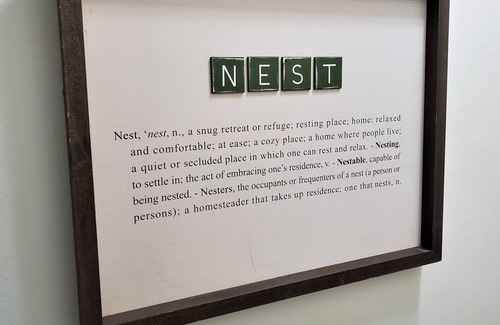 NEST
Nest, 'nest, n., a snug retreat or refuge; resting place; home: relaxed
and comfortable; at ease; a cozy place; a home where people live;
a quiet or secluded place in which one can rest and relax. - Nesting,
to settle in; the act of embracing one's residence, v. - Nestable, capable of
being nested. - Nesters, the occupants or frequenters of a nest (a person or
persons); a homesteader that takes up residence; one that nests, n.